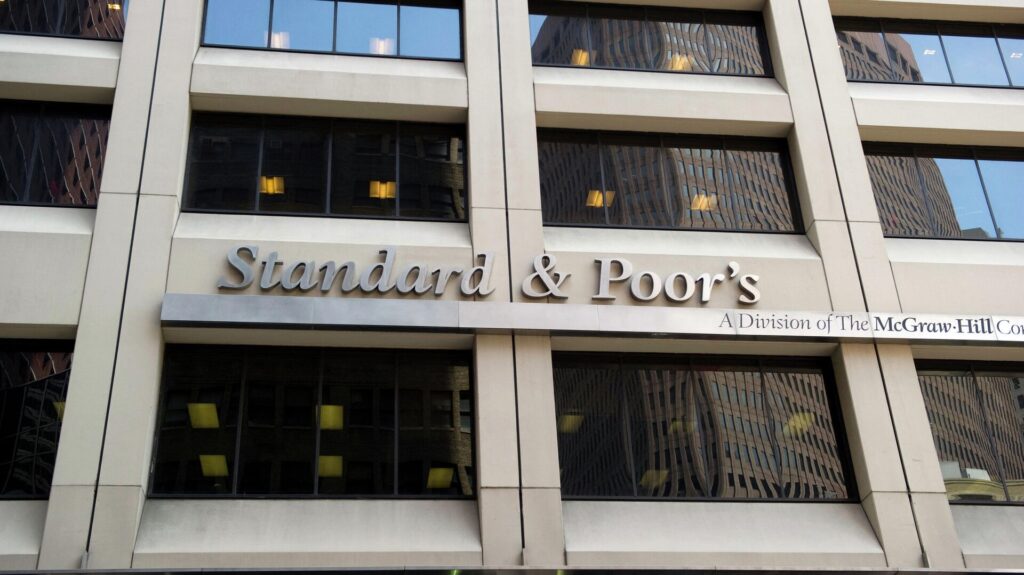 Standard & Poor's
A Division of The McGraw·Hill